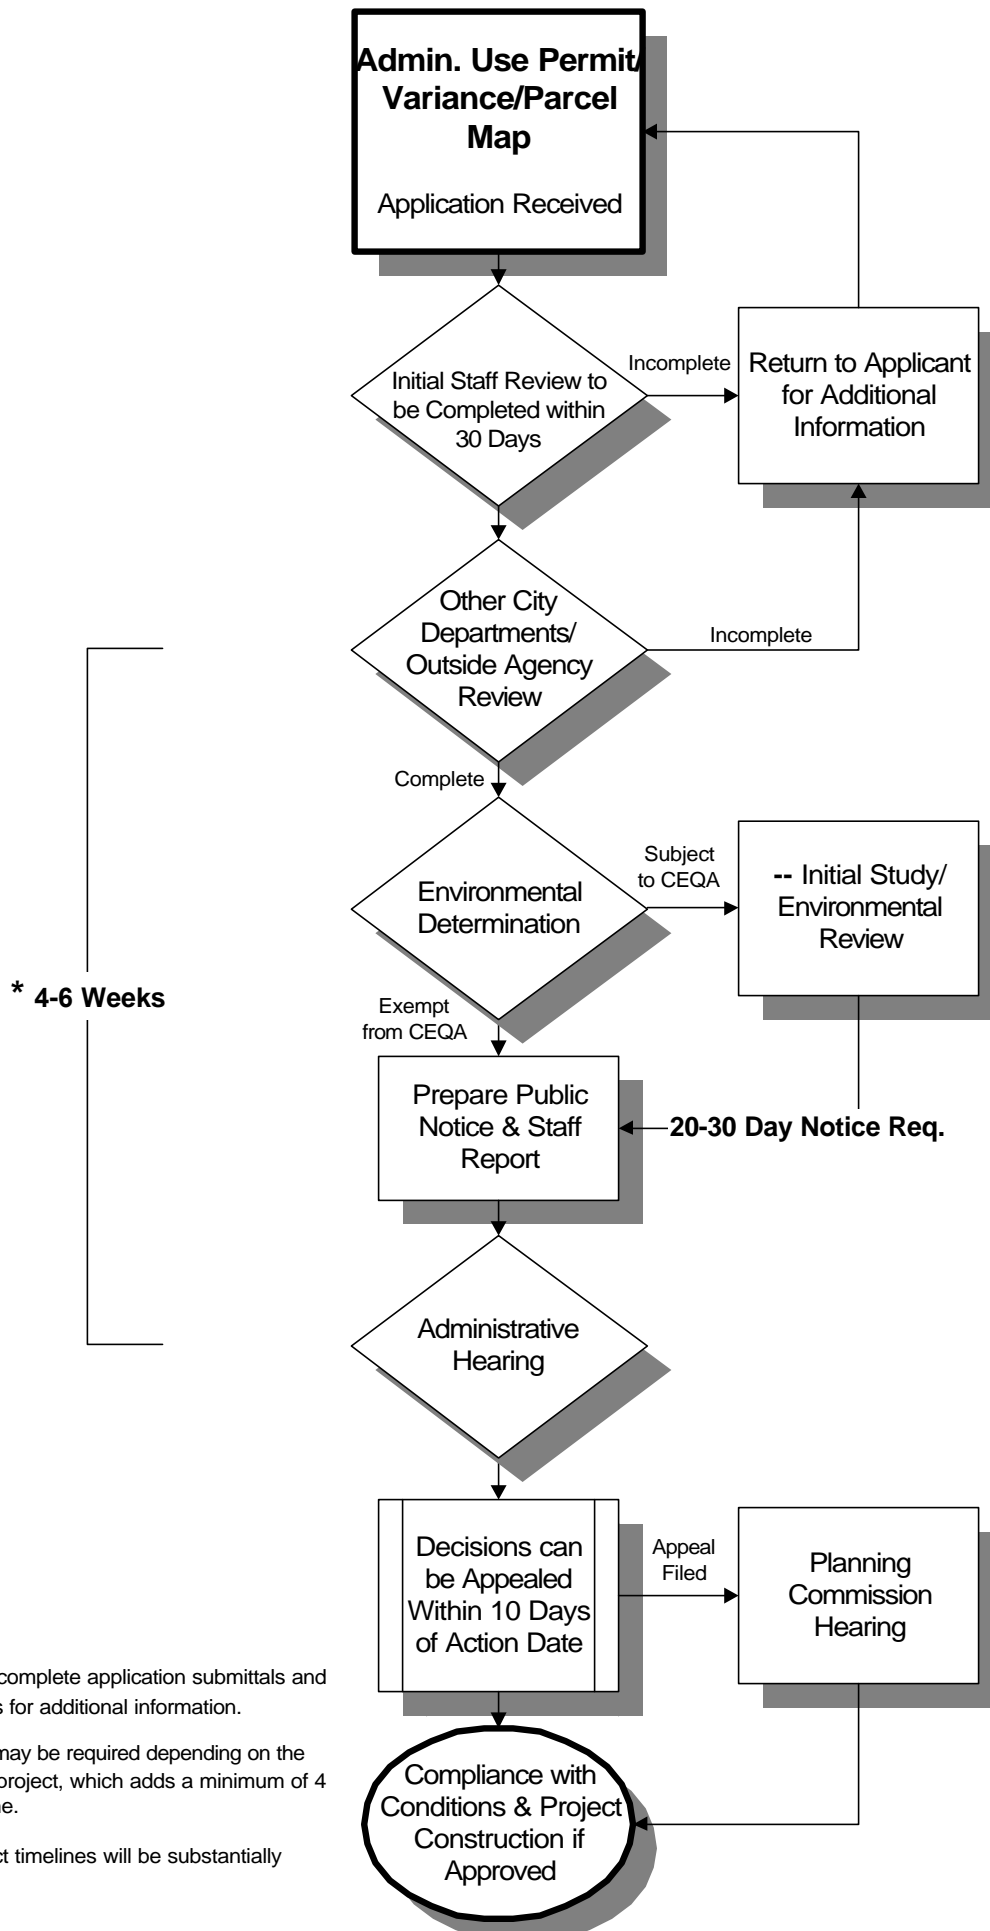 Admin. Use Permit/
Variance/Parcel
Map
Application Received
Initial Staff Review to
be Completed within
30 Days
Incomplete
Return to Applicant
for Additional
Information
Other City
Departments/
Outside Agency
Review
Incomplete
Complete
Environmental
Determination
Subject
to CEQA
-- Initial Study/
Environmental
Review
* 4-6 Weeks
Exempt
from CEQA
Prepare Public
Notice & Staff
Report
20-30 Day Notice Req.
Administrative
Hearing
Decisions can
be Appealed
Within 10 Days
of Action Date
Appeal
Filed
Planning
Commission
Hearing
complete application submittals and
for additional information.
may be required depending on the
project, which adds a minimum of 4
t timelines will be substantially
Compliance with
Conditions & Project
Construction if
Approved